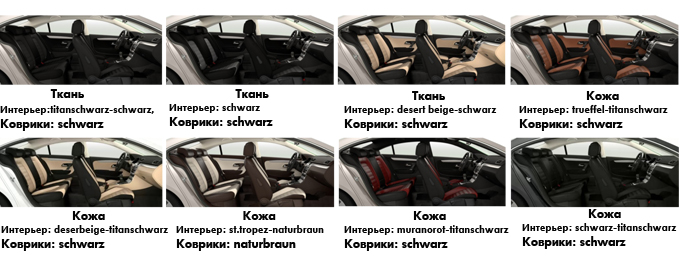 Ткань
Интерьер:titanschwarz-schwarz,
Коврики: schwarz
Ткань
Интерьер: schwarz
Коврики: schwarz
Ткань
Интерьер: desert beige-schwarz
Коврики: schwarz
Кожа
Интерьер: trueffel-titanschwarz
Коврики: schwarz
Кожа
Интерьер: deserbeige-titanschwarz
Коврики: schwarz
Кожа
Интерьер: st.tropez-naturbraun
Коврики: naturbraun
Кожа
Интерьер: muranorot-titanschwarz
Коврики: schwarz
Кожа
Интерьер: schwarz-titanschwarz
Коврики: schwarz